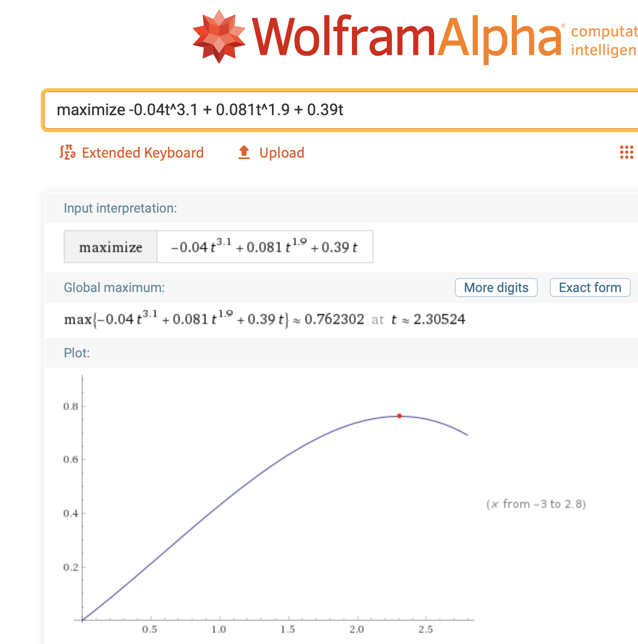 WolframAlpha computat
intelligen
maximize -0.04t^3.1 + 0.081t^1.9 + 0.39t
Extended Keyboard Upload
Input interpretation:
maximize −0.04 t^3.1 + 0.081 t^1.9 + 0.39 t
Global maximum: More digits Exact form
max{−0.04 t^3.1 + 0.081 t^1.9 + 0.39 t} ≈ 0.762302 at t ≈ 2.30524
Plot:
0.8
0.6
0.4
(x from −3 to 2.8)
0.2
0.5 1.0 1.5 2.0 2.5